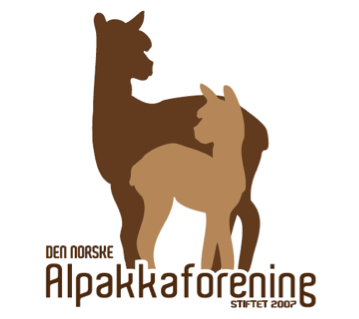 DEN NORSKE
Alpakkaforening
STIFTET 2007